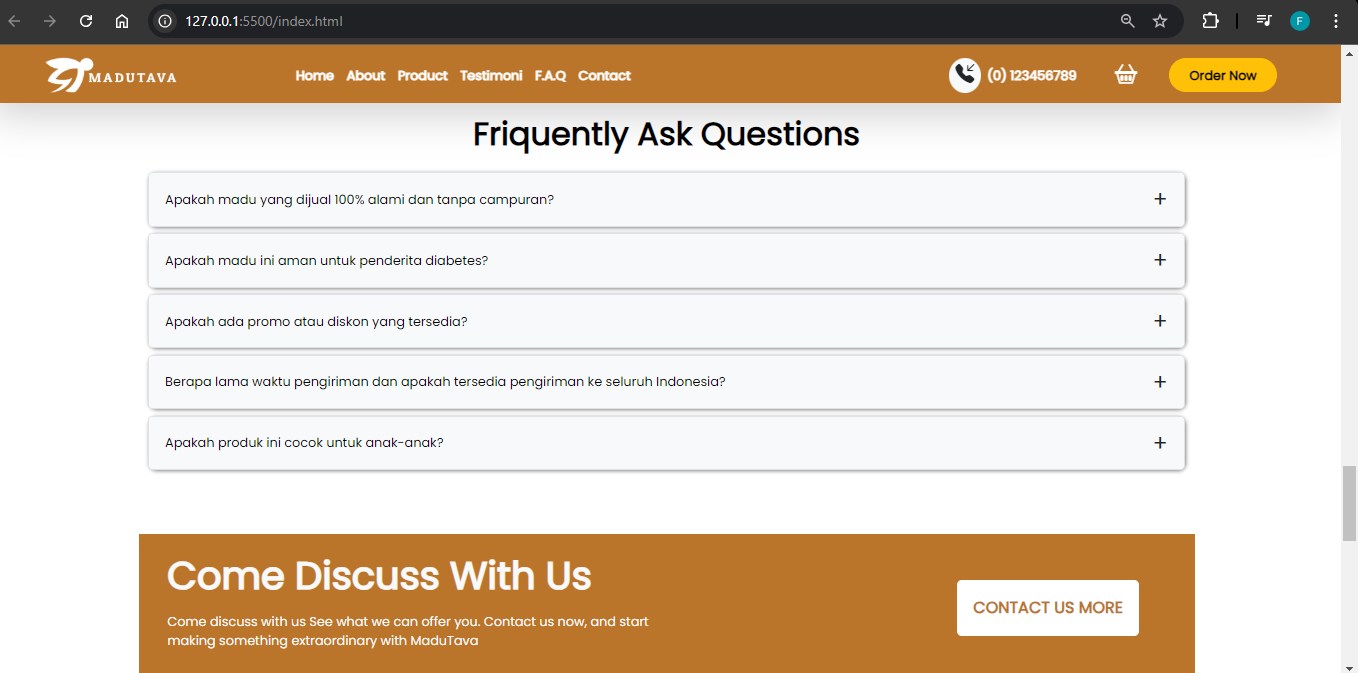 127.0.0.1:5500/index.html
F
MADUTAVA
Home About Product Testimoni F.A.Q Contact
(0) 123456789
Order Now
Friquently Ask Questions
Apakah madu yang dijual 100% alami dan tanpa campuran? +
Apakah madu ini aman untuk penderita diabetes? +
Apakah ada promo atau diskon yang tersedia? +
Berapa lama waktu pengiriman dan apakah tersedia pengiriman ke seluruh Indonesia? +
Apakah produk ini cocok untuk anak-anak? +
Come Discuss With Us
Come discuss with us See what we can offer you. Contact us now, and start
making something extraordinary with MaduTava
CONTACT US MORE